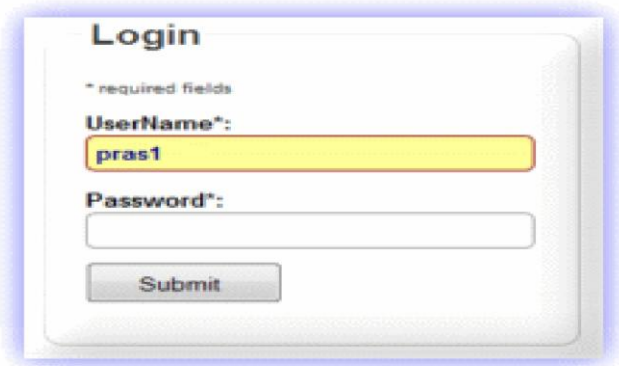 Login
* required fields
UserName*:
pras1
Password*:
Submit